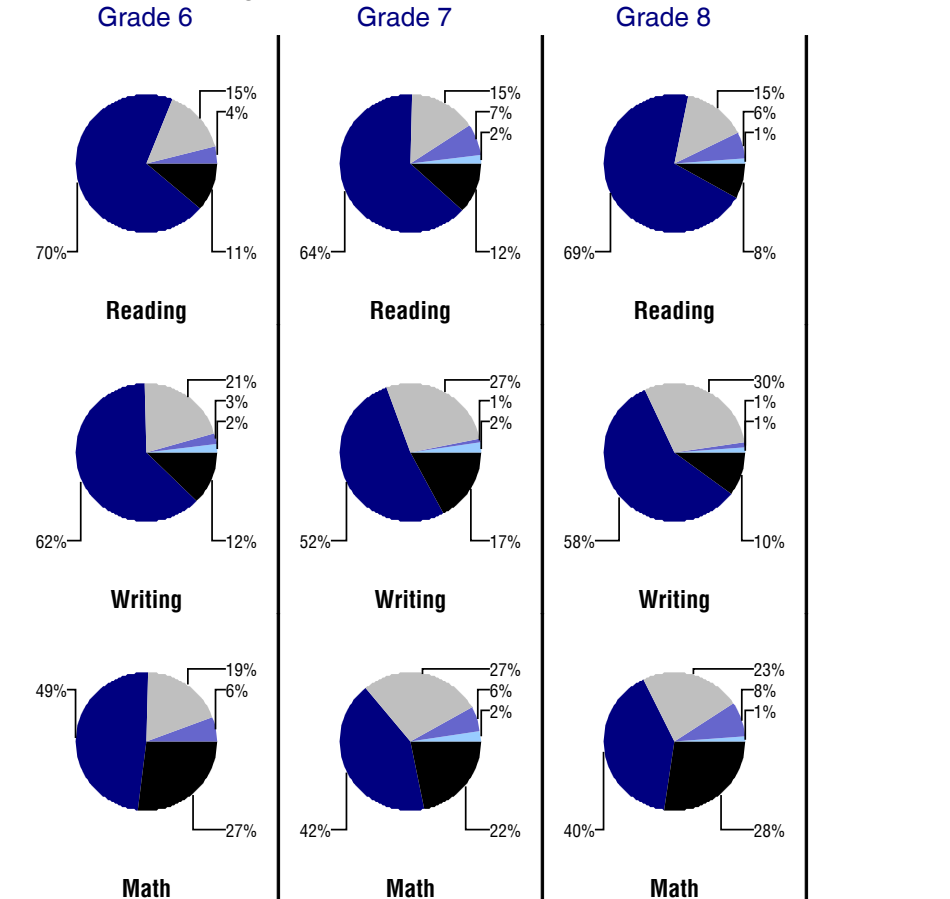 Grade 6 Grade 7 Grade 8
15% 15% 15%
4% 7% 6%
2% 1%
70% 11% 64% 12% 69% 8%
Reading Reading Reading
21% 27% 30%
3% 1% 1%
2% 2% 1%
62% 12% 52% 17% 58% 10%
Writing Writing Writing
19% 27% 23%
49% 6% 6% 8%
2% 1%
27% 42% 22% 40% 28%
Math Math Math